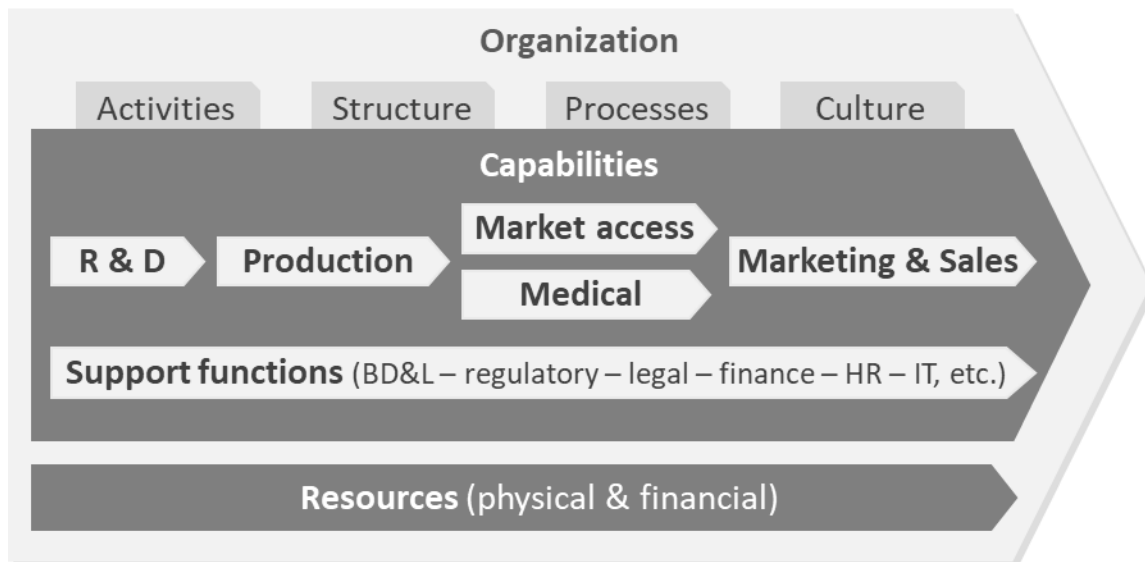 Organization
Activities
Structure
Processes
Culture
Capabilities
R & D
Production
Market access
Medical
Marketing & Sales
Support functions (BD&L – regulatory – legal – finance – HR – IT, etc.)
Resources (physical & financial)